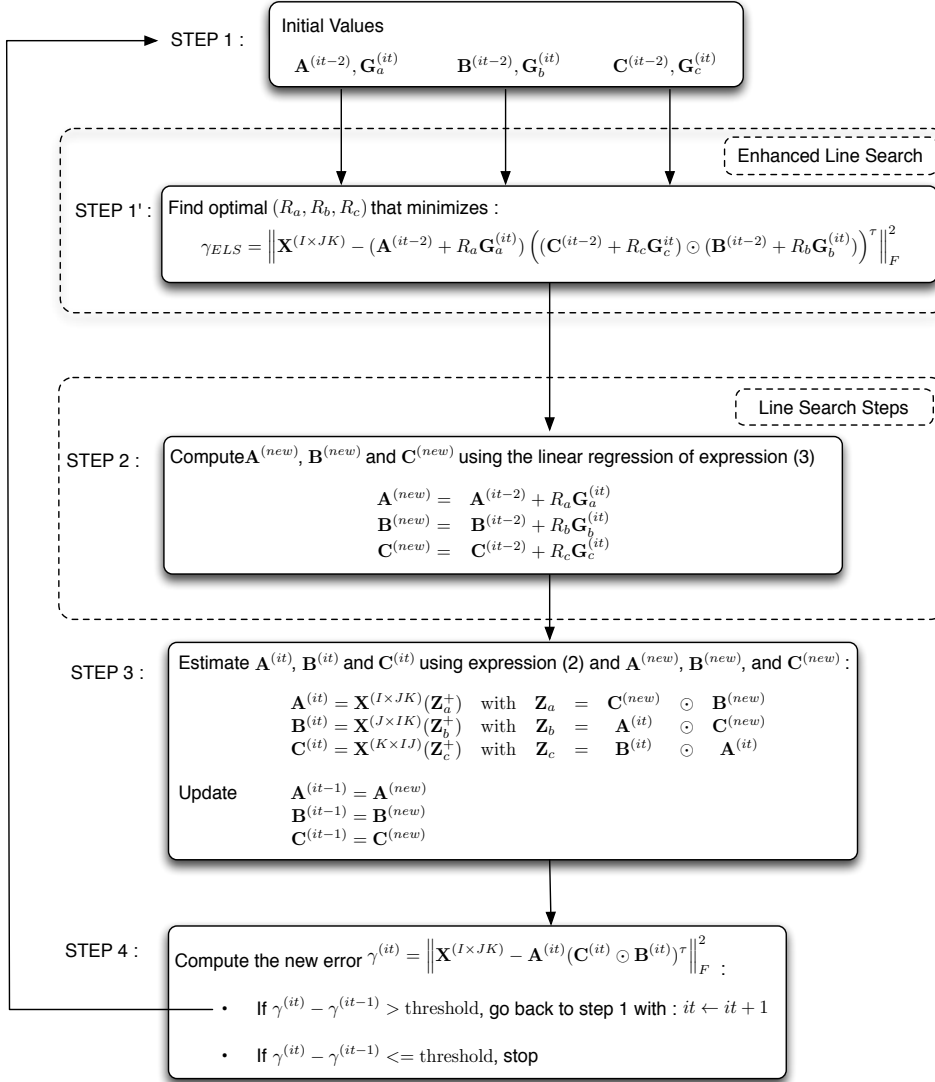 STEP 1 :
Initial Values
A^{(it-2)}, G_a^{(it)} B^{(it-2)}, G_b^{(it)} C^{(it-2)}, G_c^{(it)}
Enhanced Line Search
STEP 1' :
Find optimal (R_a, R_b, R_c) that minimizes :
γ_{ELS} = ‖X^{(I×JK)} − (A^{(it-2)} + R_a G_a^{(it)}) ((C^{(it-2)} + R_c G_c^{it}) ⊙ (B^{(it-2)} + R_b G_b^{(it)}))^τ‖_F^2
Line Search Steps
STEP 2 :
Compute A^{(new)}, B^{(new)} and C^{(new)} using the linear regression of expression (3)
A^{(new)} = A^{(it-2)} + R_a G_a^{(it)}
B^{(new)} = B^{(it-2)} + R_b G_b^{(it)}
C^{(new)} = C^{(it-2)} + R_c G_c^{(it)}
STEP 3 :
Estimate A^{(it)}, B^{(it)} and C^{(it)} using expression (2) and A^{(new)}, B^{(new)}, and C^{(new)} :
A^{(it)} = X^{(I×JK)}(Z_a^+) with Z_a = C^{(new)} ⊙ B^{(new)}
B^{(it)} = X^{(J×IK)}(Z_b^+) with Z_b = A^{(it)} ⊙ C^{(new)}
C^{(it)} = X^{(K×IJ)}(Z_c^+) with Z_c = B^{(it)} ⊙ A^{(it)}
Update A^{(it-1)} = A^{(new)}
B^{(it-1)} = B^{(new)}
C^{(it-1)} = C^{(new)}
STEP 4 :
Compute the new error γ^{(it)} = ‖X^{(I×JK)} − A^{(it)}(C^{(it)} ⊙ B^{(it)})^τ‖_F^2 :
• If γ^{(it)} − γ^{(it-1)} > threshold, go back to step 1 with : it ← it + 1
• If γ^{(it)} − γ^{(it-1)} <= threshold, stop